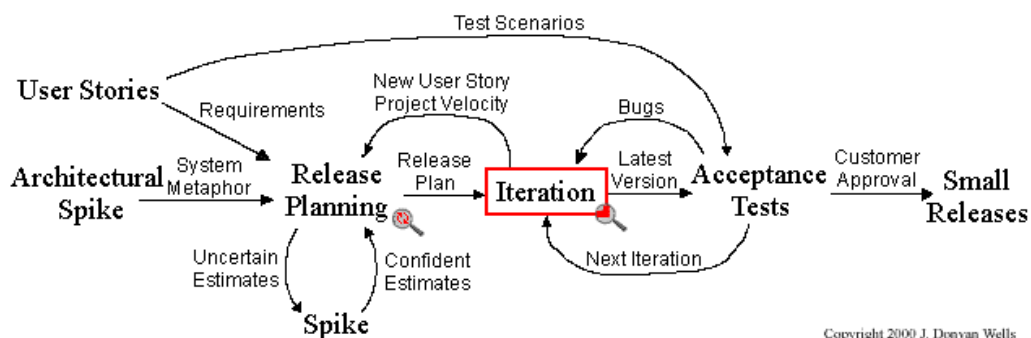 Test Scenarios
User Stories
New User Story
Project Velocity
Bugs
Requirements
Architectural
Spike
System
Metaphor
Release
Planning
Release
Plan
Iteration
Latest
Version
Acceptance
Tests
Customer
Approval
Small
Releases
Uncertain
Estimates
Confident
Estimates
Next Iteration
Spike
Copyright 2000 J. Donvan Wells